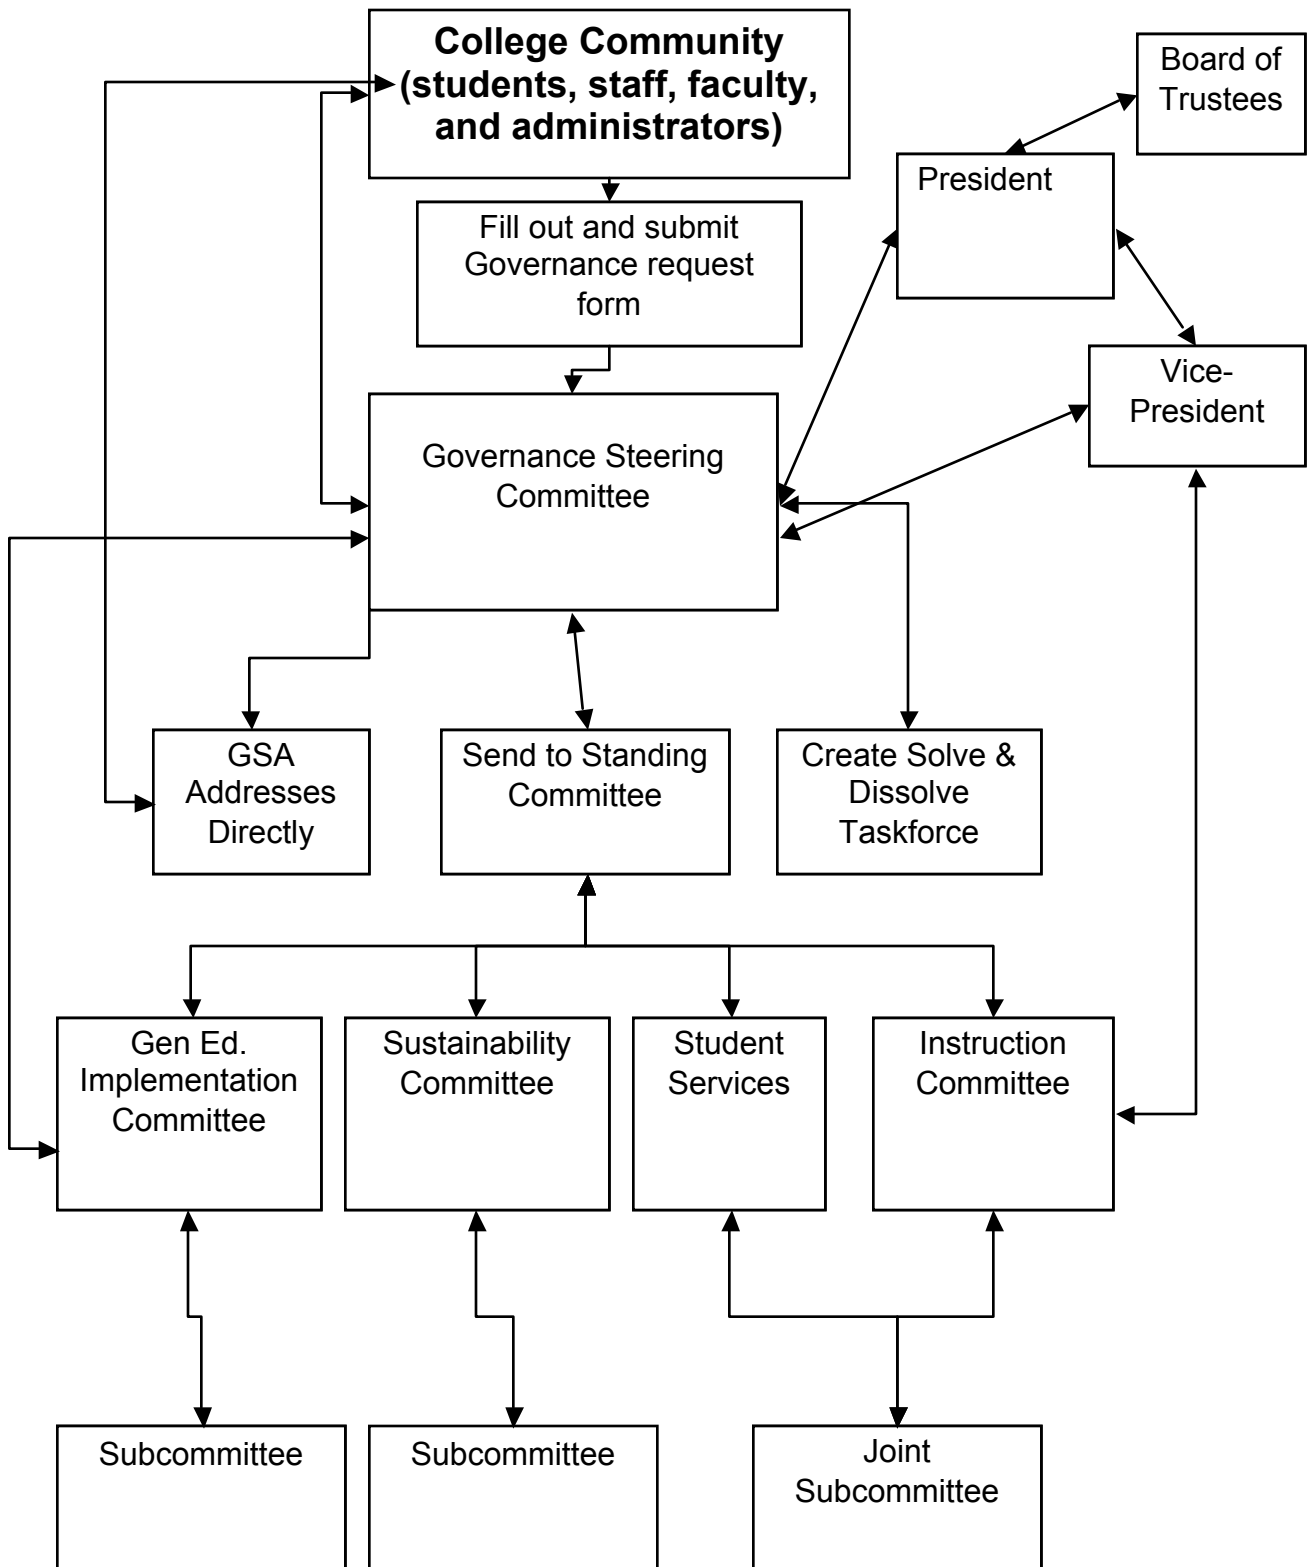 College Community
(students, staff, faculty,
and administrators)
Board of
Trustees
President
Fill out and submit
Governance request
form
Vice-
President
Governance Steering
Committee
GSA
Addresses
Directly
Send to Standing
Committee
Create Solve &
Dissolve
Taskforce
Gen Ed.
Implementation
Committee
Sustainability
Committee
Student
Services
Instruction
Committee
Subcommittee
Subcommittee
Joint
Subcommittee